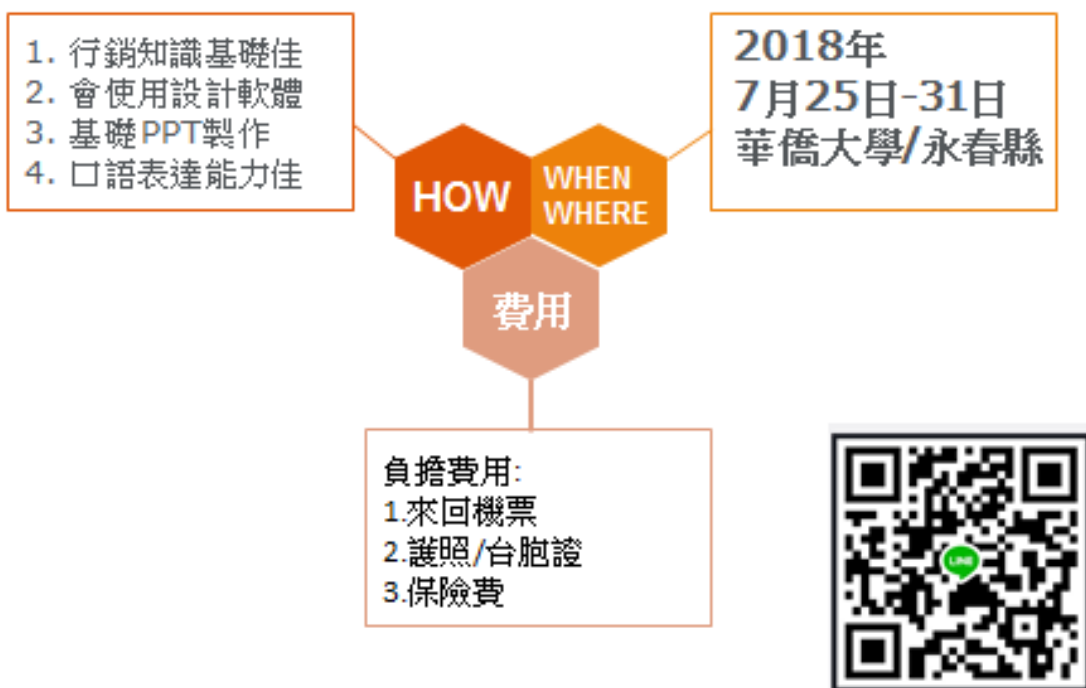 1. 行銷知識基礎佳
2. 會使用設計軟體
3. 基礎PPT製作
4. 口語表達能力佳
HOW
WHEN
WHERE
2018年
7月25日-31日
華僑大學/永春縣
費用
負擔費用:
1.來回機票
2.護照/台胞證
3.保險費
LINE